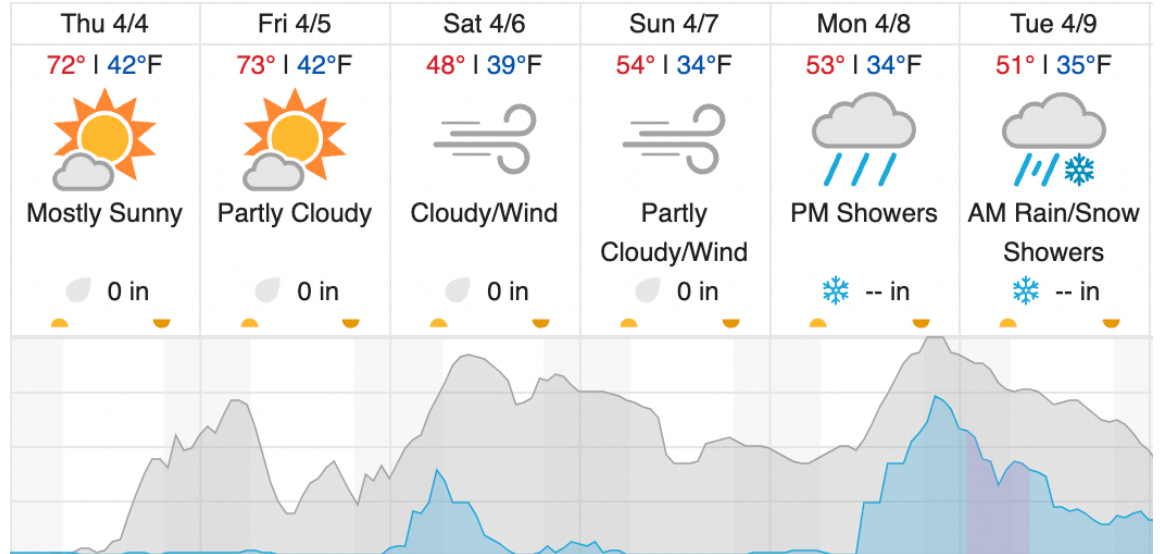 Thu 4/4 Fri 4/5 Sat 4/6 Sun 4/7 Mon 4/8 Tue 4/9
72° | 42°F 73° | 42°F 48° | 39°F 54° | 34°F 53° | 34°F 51° | 35°F
Mostly Sunny Partly Cloudy Cloudy/Wind Partly PM Showers AM Rain/Snow
Cloudy/Wind Showers
0 in 0 in 0 in 0 in -- in -- in